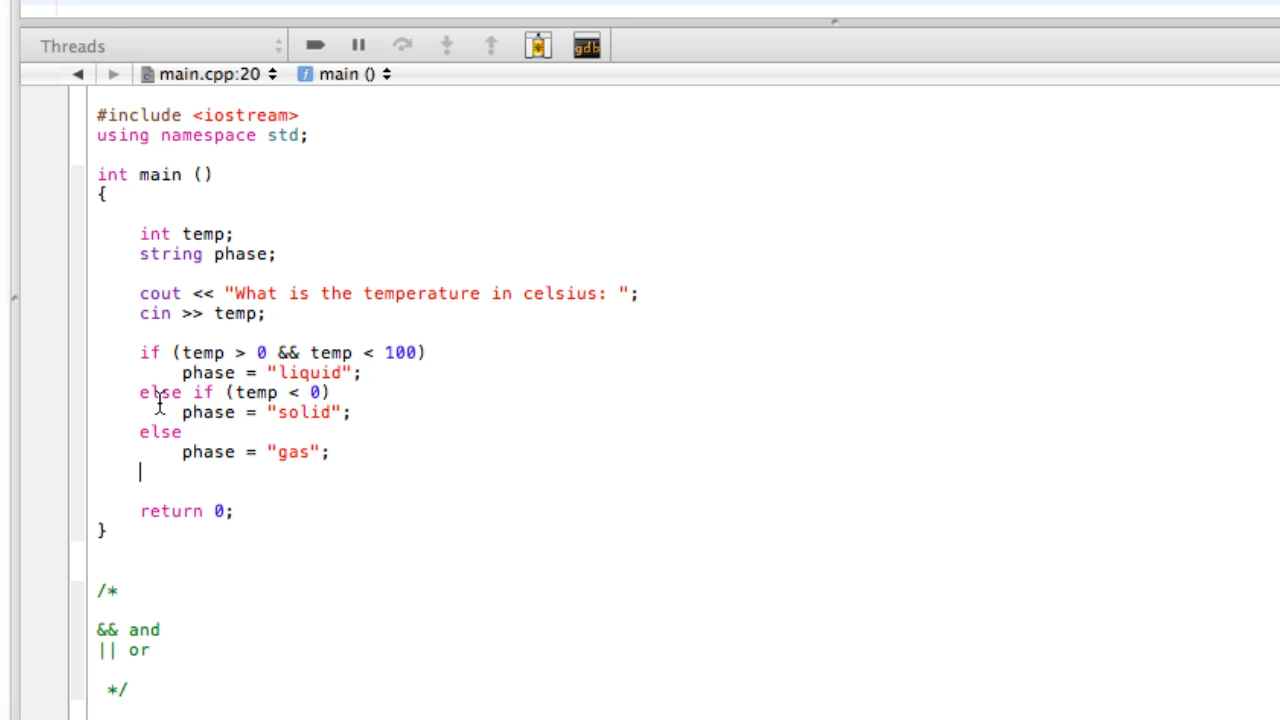 Threads
gdb
main.cpp:20 main ()
#include <iostream>
using namespace std;
int main ()
{
int temp;
string phase;
cout << "What is the temperature in celsius: ";
cin >> temp;
if (temp > 0 && temp < 100)
phase = "liquid";
else if (temp < 0)
phase = "solid";
else
phase = "gas";
return 0;
}
/*
&& and
|| or
*/